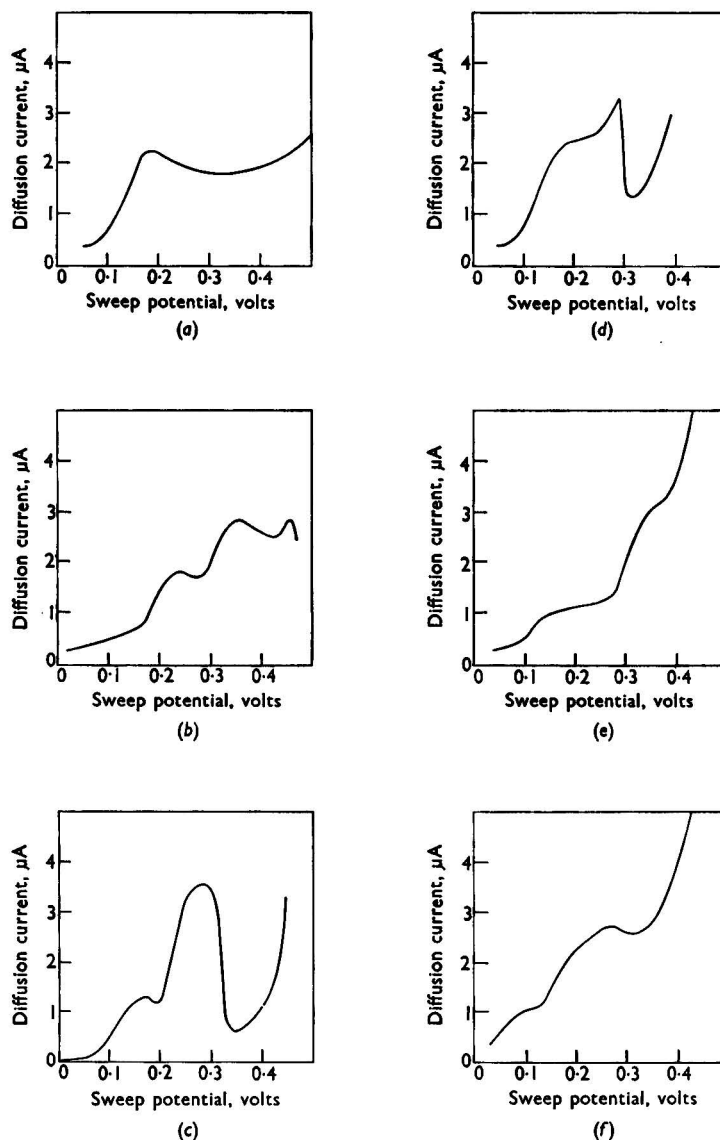 Diffusion current, μA
4
3
2
1
0 0·1 0·2 0·3 0·4
Sweep potential, volts
(a)
Diffusion current, μA
4
3
2
1
0 0·1 0·2 0·3 0·4
Sweep potential, volts
(b)
Diffusion current, μA
4
3
2
1
0
0 0·1 0·2 0·3 0·4
Sweep potential, volts
(c)
Diffusion current, μA
4
3
2
1
0 0·1 0·2 0·3 0·4
Sweep potential, volts
(d)
Diffusion current, μA
4
3
2
1
0
0 0·1 0·2 0·3 0·4
Sweep potential, volts
(e)
Diffusion current, μA
4
3
2
1
0
0 0·1 0·2 0·3 0·4
Sweep potential, volts
(f)